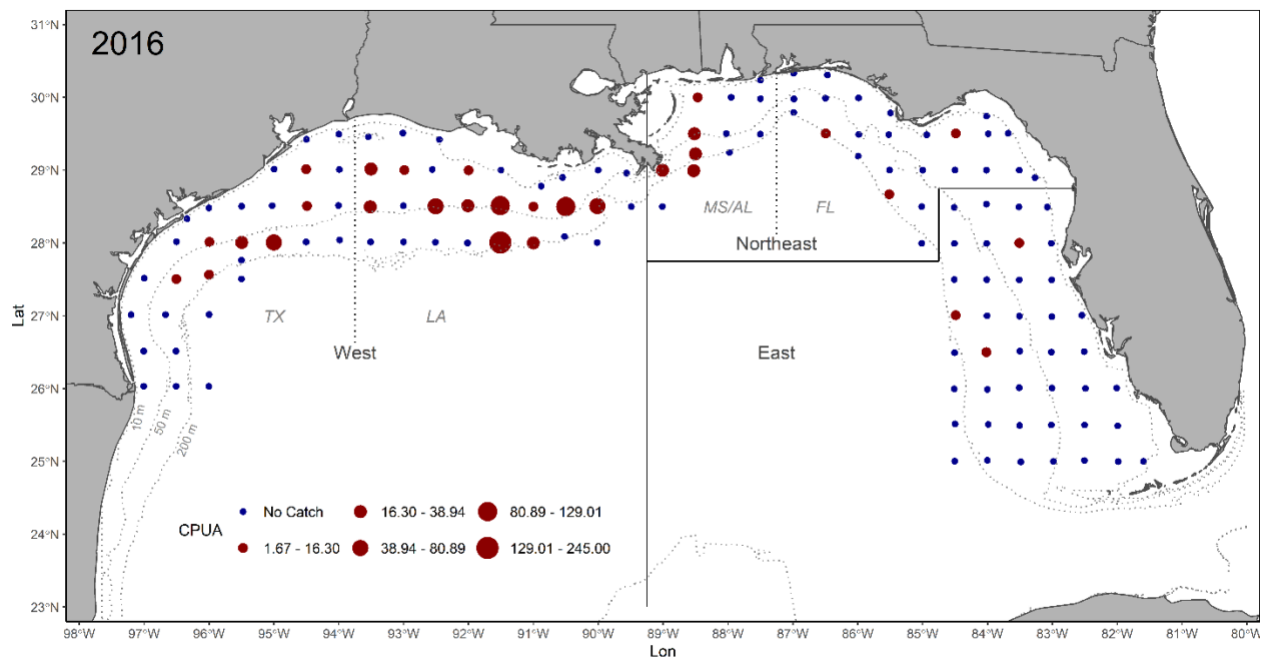 2016
31°N
30°N
29°N
28°N
27°N
26°N
25°N
24°N
23°N
Lat
MS/AL
FL
Northeast
TX
LA
West
East
10 m
50 m
200 m
CPUA
No Catch
16.30 - 38.94
80.89 - 129.01
1.67 - 16.30
38.94 - 80.89
129.01 - 245.00
98°W 97°W 96°W 95°W 94°W 93°W 92°W 91°W 90°W 89°W 88°W 87°W 86°W 85°W 84°W 83°W 82°W 81°W 80°W
Lon